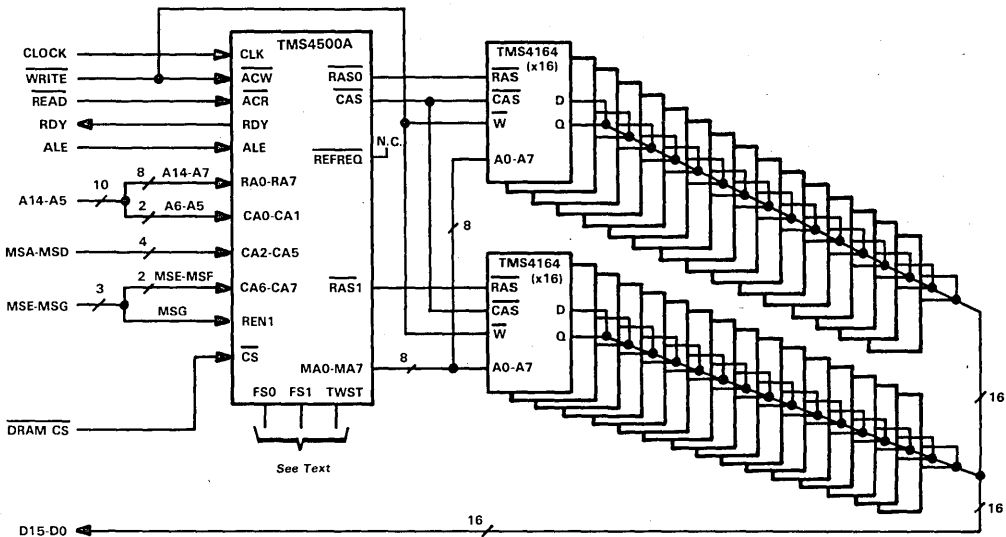 TMS4500A
CLOCK
CLK
WRITE
ACW
READ
ACR
RDY
RDY
ALE
ALE
A14-A5
10
8
A14-A7
RA0-RA7
2
A6-A5
CA0-CA1
MSA-MSD
4
CA2-CA5
MSE-MSG
3
2
MSE-MSF
CA6-CA7
MSG
REN1
CS
DRAM CS
RAS0
CAS
N.C.
REFREQ
RAS1
MA0-MA7
8
8
FS0 FS1 TWST
See Text
TMS4164
(x16)
RAS
CAS
W
A0-A7
D
Q
TMS4164
(x16)
RAS
CAS
W
A0-A7
D
Q
16
16
D15-D0
16